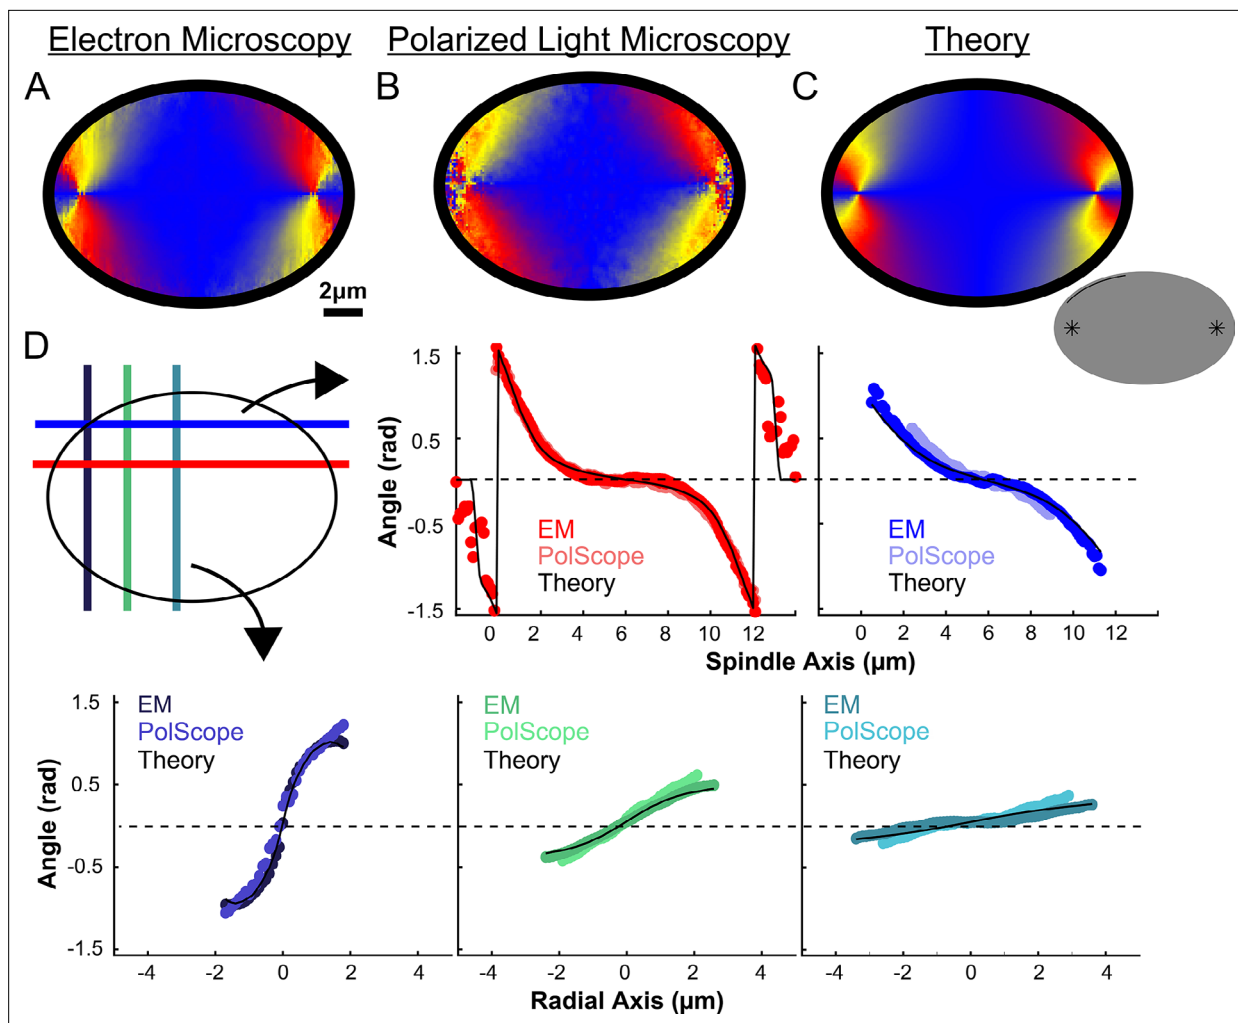 Electron Microscopy
Polarized Light Microscopy
Theory
A
B
C
2µm
D
1.5
0.5
-0.5
-1.5
Angle (rad)
EM
PolScope
Theory
EM
PolScope
Theory
0 2 4 6 8 10 12
0 2 4 6 8 10 12
Spindle Axis (µm)
1.5
0.5
-0.5
-1.5
Angle (rad)
EM
PolScope
Theory
EM
PolScope
Theory
EM
PolScope
Theory
-4 -2 0 2 4
-4 -2 0 2 4
-4 -2 0 2 4
Radial Axis (µm)